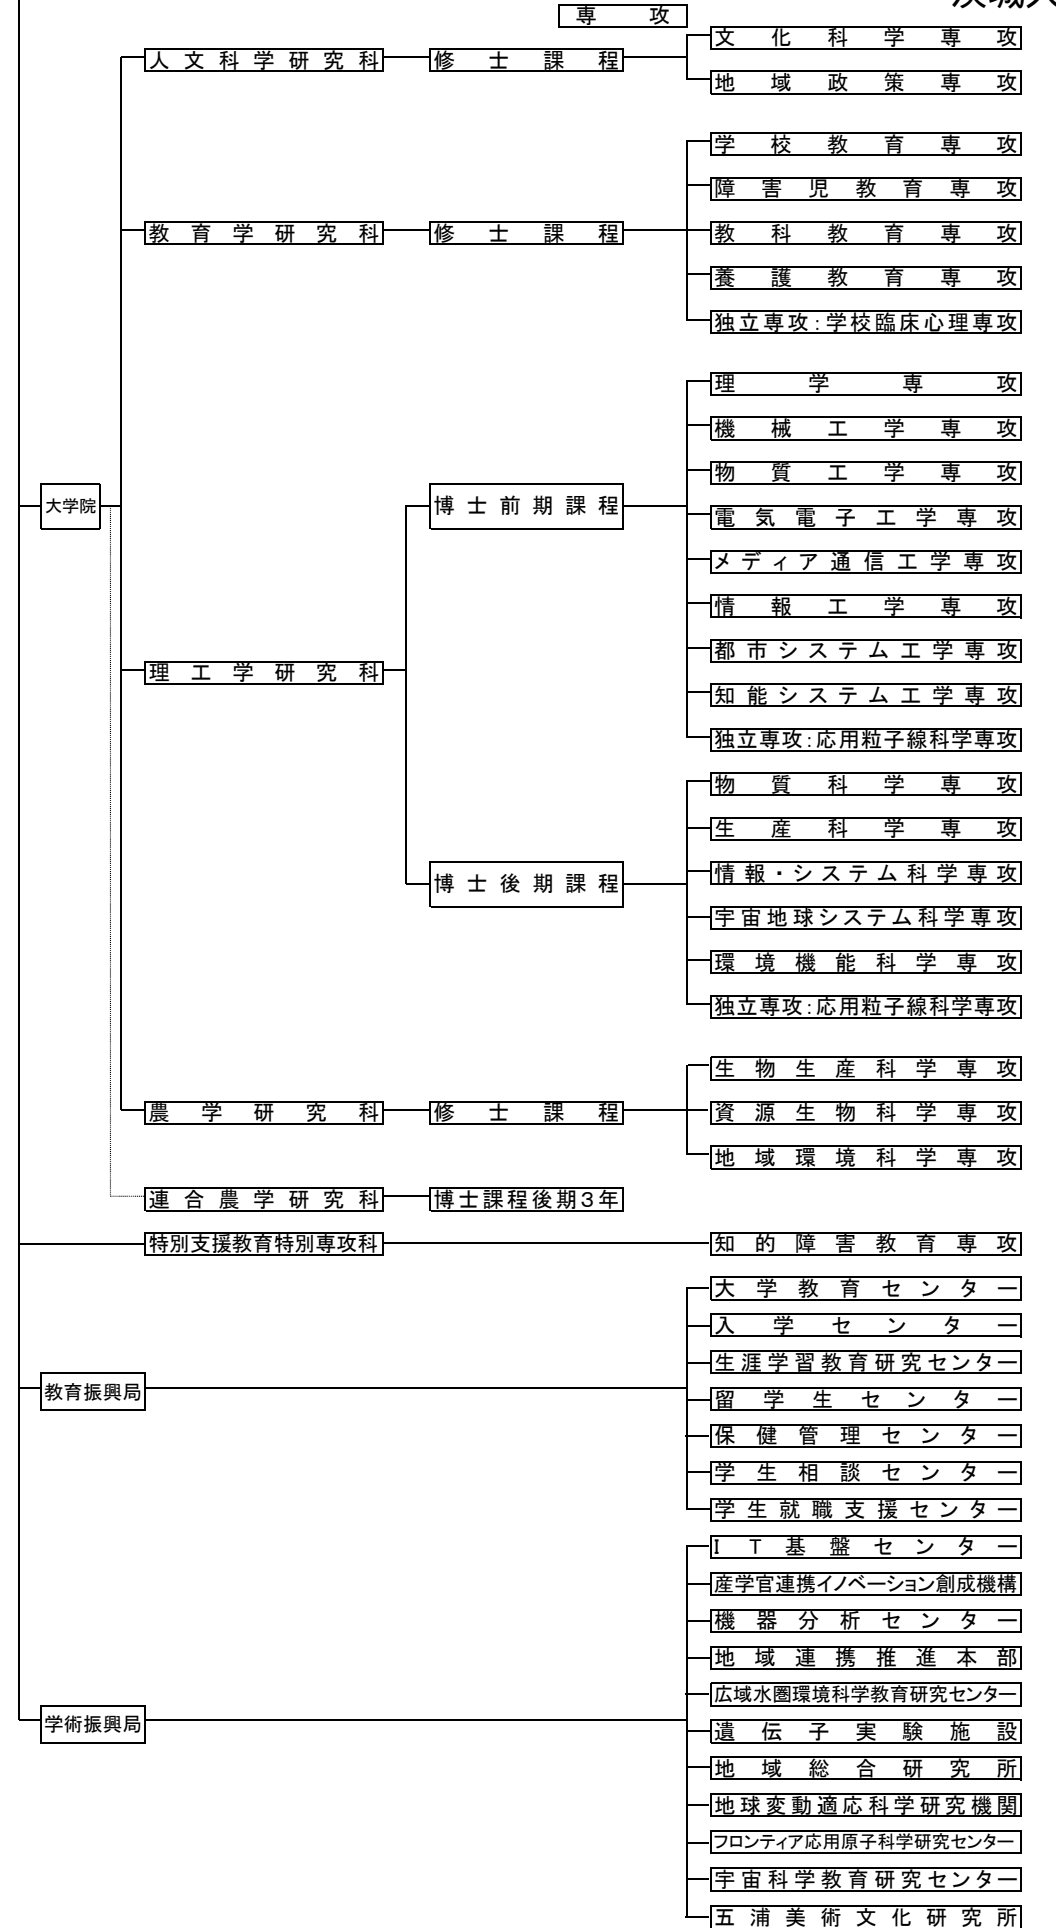 専攻
文化科学専攻
人文科学研究科 修士課程
地域政策専攻
学校教育専攻
障害児教育専攻
教育学研究科 修士課程 教科教育専攻
養護教育専攻
独立専攻:学校臨床心理専攻
理学専攻
機械工学専攻
物質工学専攻
大学院 博士前期課程
電気電子工学専攻
メディア通信工学専攻
情報工学専攻
都市システム工学専攻
理工学研究科
知能システム工学専攻
独立専攻:応用粒子線科学専攻
物質科学専攻
生産科学専攻
博士後期課程 情報・システム科学専攻
宇宙地球システム科学専攻
環境機能科学専攻
独立専攻:応用粒子線科学専攻
生物生産科学専攻
農学研究科 修士課程 資源生物科学専攻
地域環境科学専攻
連合農学研究科 博士課程後期3年
特別支援教育特別専攻科 知的障害教育専攻
大学教育センター
入学センター
生涯学習教育研究センター
教育振興局 留学生センター
保健管理センター
学生相談センター
学生就職支援センター
IT基盤センター
産学官連携イノベーション創成機構
機器分析センター
地域連携推進本部
広域水圏環境科学教育研究センター
学術振興局 遺伝子実験施設
地域総合研究所
地球変動適応科学研究機関
フロンティア応用原子科学研究センター
宇宙科学教育研究センター
五浦美術文化研究所